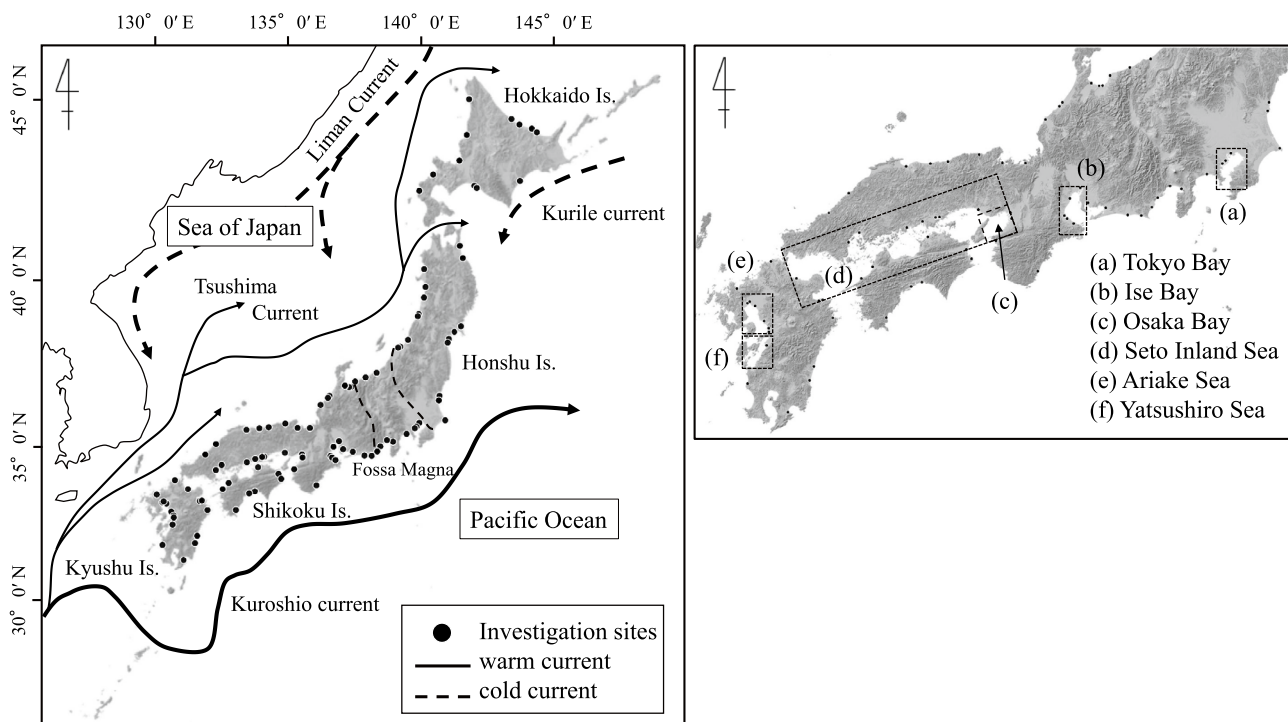 130° 0′ E
135° 0′ E
140° 0′ E
145° 0′ E
45° 0′ N
40° 0′ N
35° 0′ N
30° 0′ N
4
Liman Current
Hokkaido Is.
Sea of Japan
Kurile current
Tsushima
Current
Honshu Is.
Fossa Magna
Shikoku Is.
Pacific Ocean
Kyushu Is.
Kuroshio current
Investigation sites
warm current
cold current
4
(b)
(a)
(e)
(d)
(c)
(f)
(a) Tokyo Bay
(b) Ise Bay
(c) Osaka Bay
(d) Seto Inland Sea
(e) Ariake Sea
(f) Yatsushiro Sea